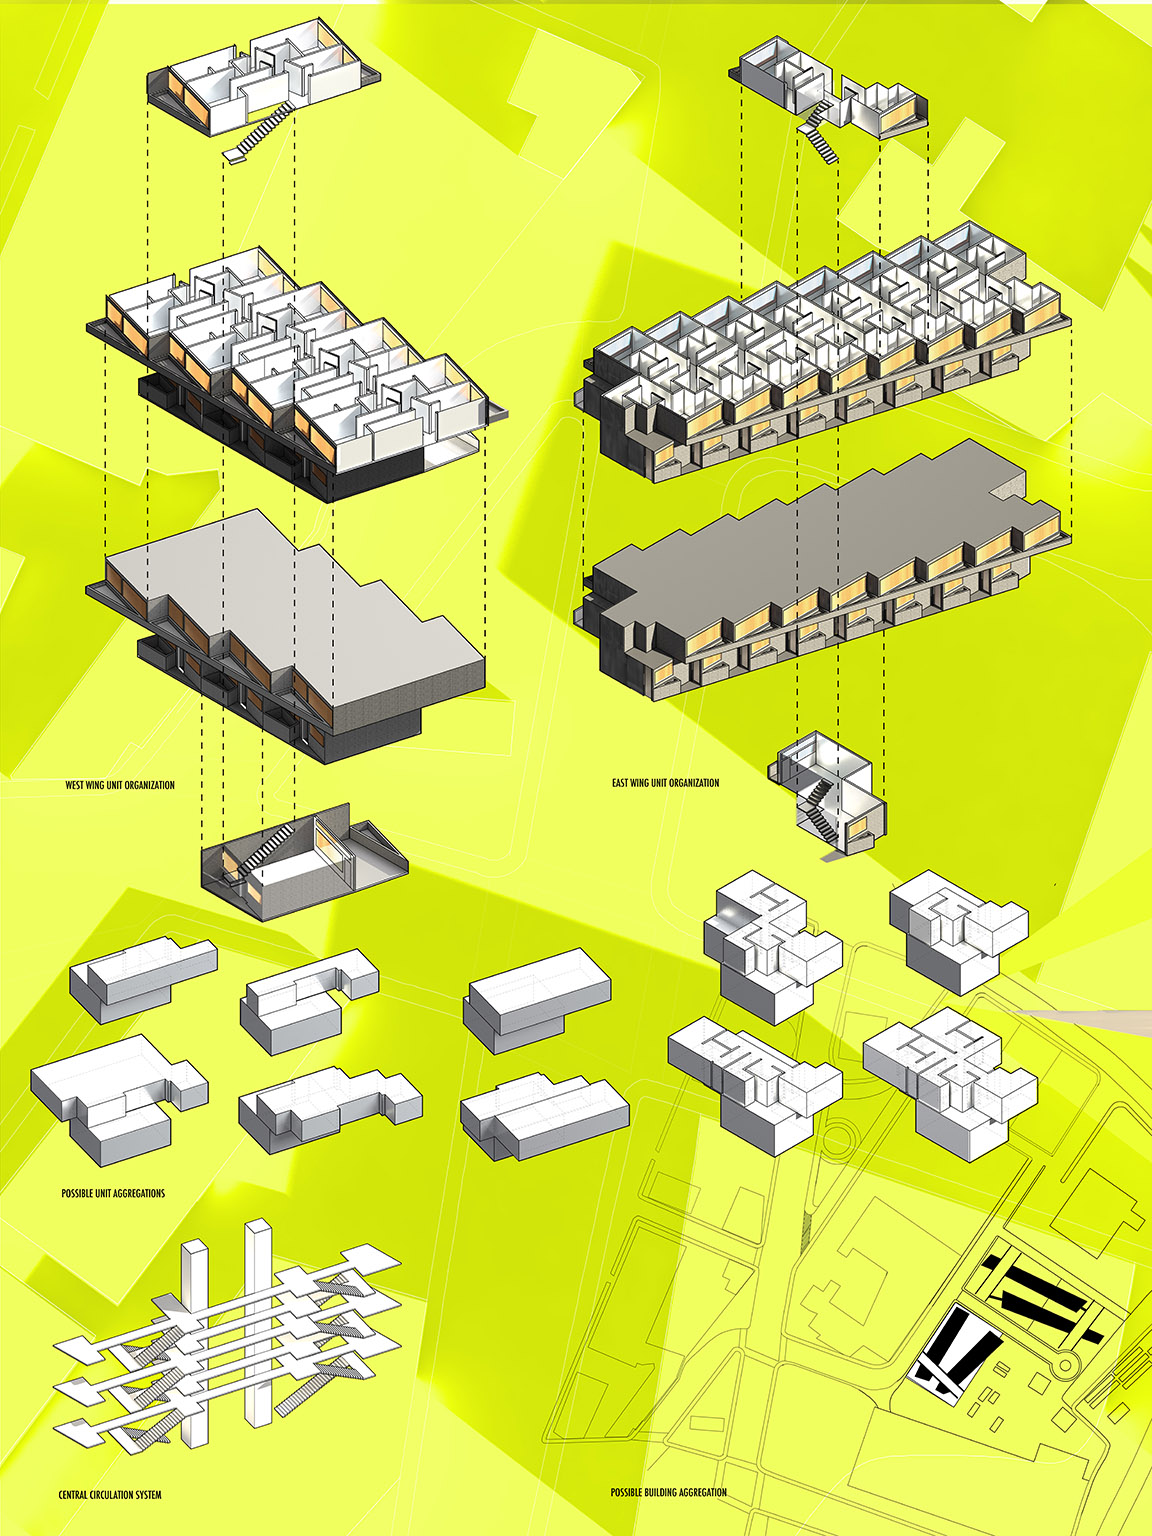 WEST WING UNIT ORGANIZATION
EAST WING UNIT ORGANIZATION
POSSIBLE UNIT AGGREGATIONS
CENTRAL CIRCULATION SYSTEM
POSSIBLE BUILDING AGGREGATION